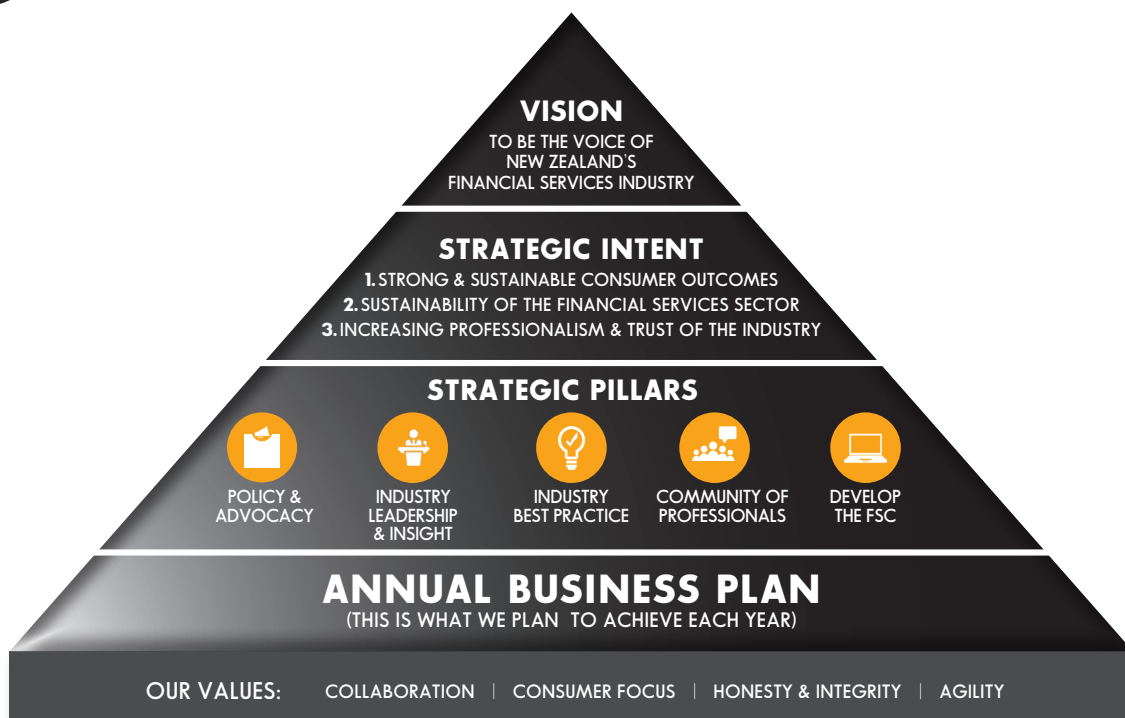 VISION
TO BE THE VOICE OF
NEW ZEALAND'S
FINANCIAL SERVICES INDUSTRY
STRATEGIC INTENT
1. STRONG & SUSTAINABLE CONSUMER OUTCOMES
2. SUSTAINABILITY OF THE FINANCIAL SERVICES SECTOR
3. INCREASING PROFESSIONALISM & TRUST OF THE INDUSTRY
STRATEGIC PILLARS
POLICY &
ADVOCACY
INDUSTRY
LEADERSHIP
& INSIGHT
INDUSTRY
BEST PRACTICE
COMMUNITY OF
PROFESSIONALS
DEVELOP
THE FSC
ANNUAL BUSINESS PLAN
(THIS IS WHAT WE PLAN TO ACHIEVE EACH YEAR)
OUR VALUES: COLLABORATION | CONSUMER FOCUS | HONESTY & INTEGRITY | AGILITY